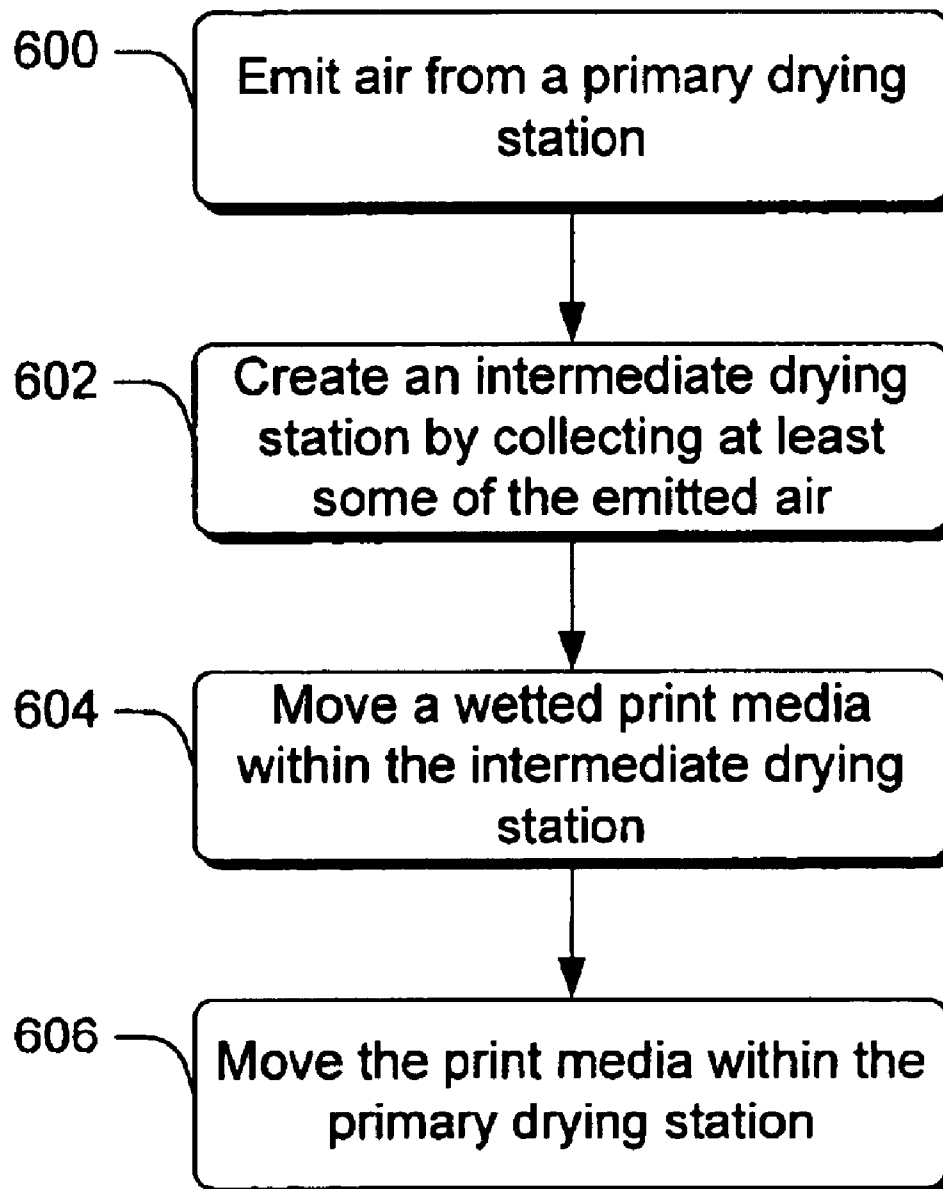 600
Emit air from a primary drying
station
602
Create an intermediate drying
station by collecting at least
some of the emitted air
604
Move a wetted print media
within the intermediate drying
station
606
Move the print media within the
primary drying station